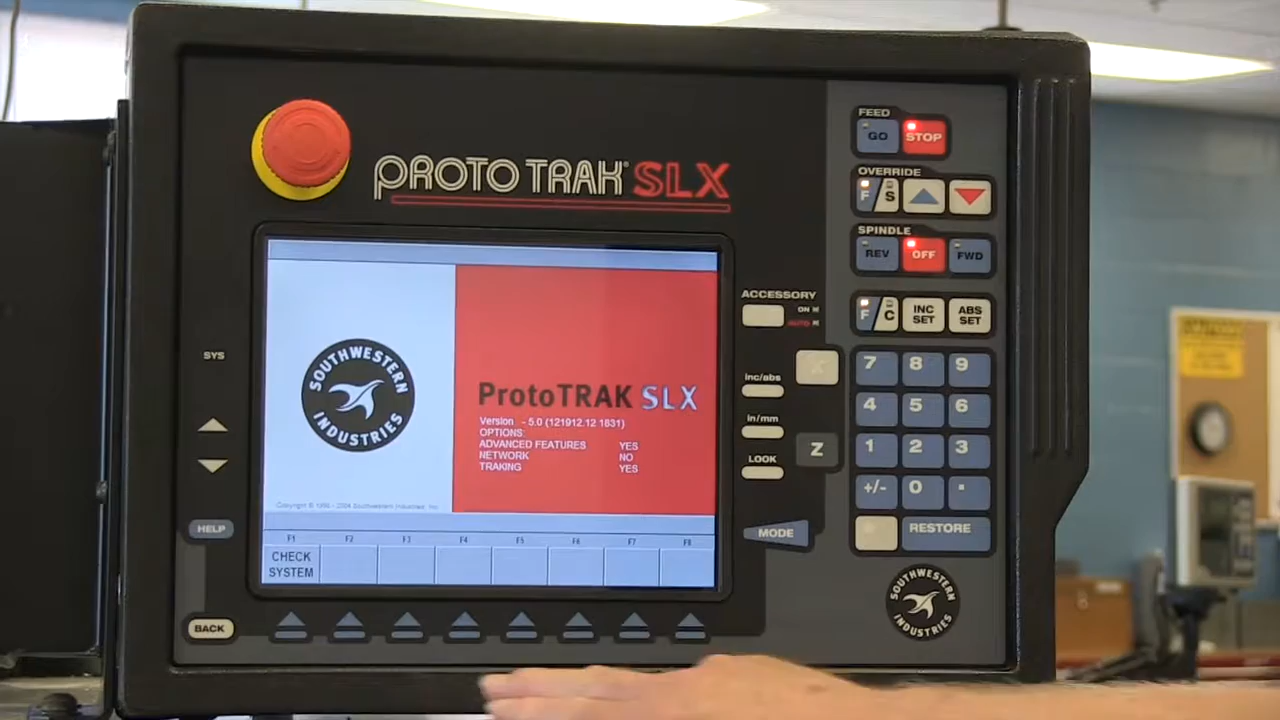 PROTO TRAK SLX
FEED
GO STOP
OVERRIDE
F/S
SPINDLE
REV OFF FWD
F/C INC SET ABS SET
ACCESSORY
ON
AUTO
SYS
inc/abs
in/mm
LOOK
Z
MODE
7 8 9
4 5 6
1 2 3
+/- 0 .
RESTORE
HELP
BACK
SOUTHWESTERN INDUSTRIES
ProtoTRAK SLX
Version - 5.0 (121912.12 1831)
OPTIONS:
ADVANCED FEATURES YES
NETWORK NO
TRAKING YES
F1 F2 F3 F4 F5 F6 F7 F8
CHECK
SYSTEM
SOUTHWESTERN INDUSTRIES